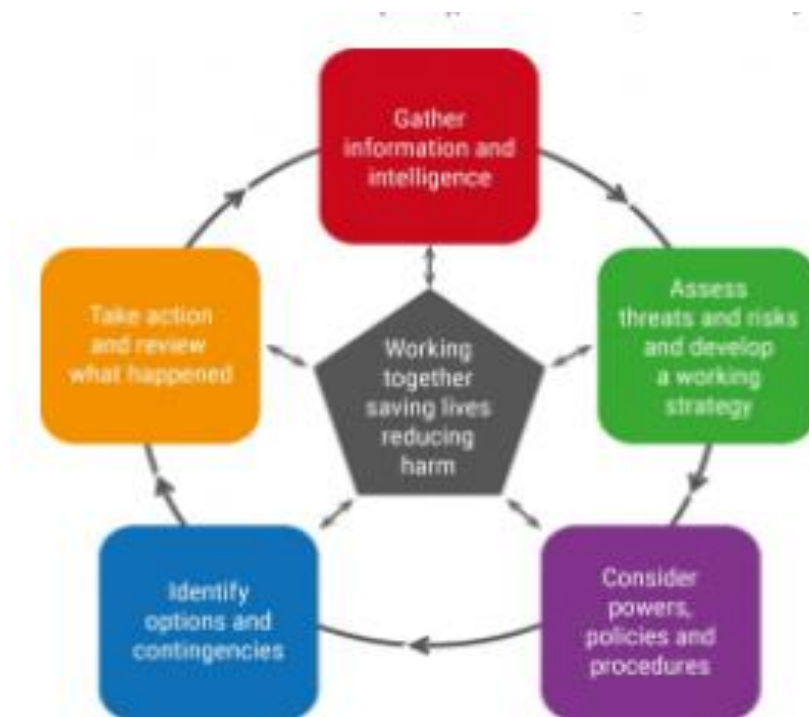 Gather
information and
intelligence
Assess
threats and risks
and develop
a working
strategy
Consider
powers,
policies and
procedures
Identify
options and
contingencies
Take action
and review
what happened
Working
together
saving lives
reducing
harm